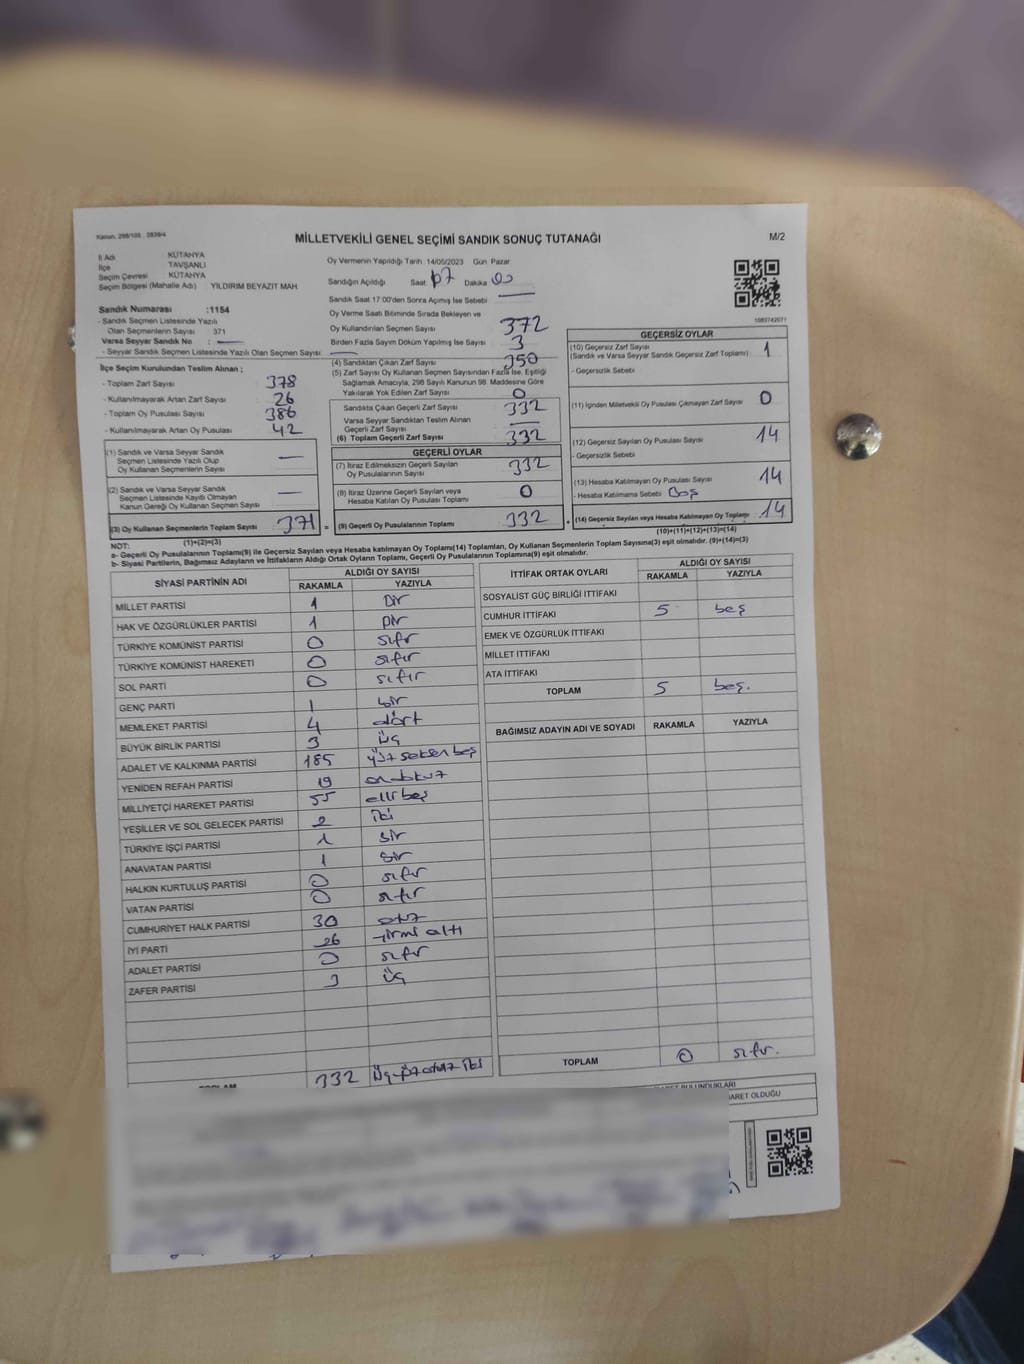 Kanun: 298/105 , 2839/4
MİLLETVEKİLİ GENEL SEÇİMİ SANDIK SONUÇ TUTANAĞI
M/2
İl Adı KÜTAHYA
İlçe TAVŞANLI
Seçim Çevresi KÜTAHYA
Seçim Bölgesi (Mahalle Adı) YILDIRIM BEYAZIT MAH.
Sandık Numarası :1154
- Sandık Seçmen Listesinde Yazılı
Olan Seçmenlerin Sayısı 371
Varsa Seyyar Sandık No : —
- Seyyar Sandık Seçmen Listesinde Yazılı Olan Seçmen Sayısı —
İlçe Seçim Kurulundan Teslim Alınan ;
- Toplam Zarf Sayısı 378
- Kullanılmayarak Artan Zarf Sayısı 26
- Toplam Oy Pusulası Sayısı 386
- Kullanılmayarak Artan Oy Pusulası 42
(1) Sandık ve Varsa Seyyar Sandık
Seçmen Listesinde Yazılı Olup
Oy Kullanan Seçmenlerin Sayısı —
(2) Sandık ve Varsa Seyyar Sandık
Seçmen Listesinde Kayıtlı Olmayan
Kanun Gereği Oy Kullanan Seçmen Sayısı —
(3) Oy Kullanan Seçmenlerin Toplam Sayısı 371 =
(1)+(2)=(3)
Oy Vermenin Yapıldığı Tarih :14/05/2023 Gün Pazar
Sandığın Açıldığı Saat 17 Dakika 00
Sandık Saat 17.00'den Sonra Açılmış İse Sebebi —
Oy Verme Saati Bitiminde Sırada Bekleyen ve
Oy Kullandırılan Seçmen Sayısı 372
Birden Fazla Sayım Döküm Yapılmış İse Sayısı 3
(4) Sandıktan Çıkan Zarf Sayısı 350
(5) Zarf Sayısı Oy Kullanan Seçmen Sayısından Fazla İse, Eşitliği
Sağlamak Amacıyla, 298 Sayılı Kanunun 98. Maddesine Göre
Yakılarak Yok Edilen Zarf Sayısı 0
Sandıkta Çıkan Geçerli Zarf Sayısı 332
Varsa Seyyar Sandıktan Teslim Alınan
Geçerli Zarf Sayısı —
(6) Toplam Geçerli Zarf Sayısı 332
GEÇERLİ OYLAR
(7) İtiraz Edilmeksizin Geçerli Sayılan
Oy Pusulalarının Sayısı 332
(8) İtiraz Üzerine Geçerli Sayılan veya
Hesaba Katılan Oy Pusulası Toplamı 0
(9) Geçerli Oy Pusulalarının Toplamı 332 +
1083742071
GEÇERSİZ OYLAR
(10) Geçersiz Zarf Sayısı
(Sandık ve Varsa Seyyar Sandık Geçersiz Zarf Toplamı) 1
- Geçersizlik Sebebi
(11) İçinden Milletvekili Oy Pusulası Çıkmayan Zarf Sayısı 0
(12) Geçersiz Sayılan Oy Pusulası Sayısı 14
- Geçersizlik Sebebi
(13) Hesaba Katılmayan Oy Pusulası Sayısı 14
- Hesaba Katılmama Sebebi Boş
(14) Geçersiz Sayılan veya Hesaba Katılmayan Oy Toplamı 14
(10)+(11)+(12)+(13)=(14)
NOT:
a- Geçerli Oy Pusulalarının Toplamı(9) ile Geçersiz Sayılan veya Hesaba katılmayan Oy Toplamı(14) Toplamları, Oy Kullanan Seçmenlerin Toplam Sayısına(3) eşit olmalıdır. (9)+(14)=(3)
b- Siyasi Partilerin, Bağımsız Adayların ve İttifakların Aldığı Ortak Oyların Toplamı, Geçerli Oy Pusulalarının Toplamına(9) eşit olmalıdır.
SİYASİ PARTİNİN ADI ALDIĞI OY SAYISI
RAKAMLA YAZIYLA
MİLLET PARTİSİ 1 bir
HAK VE ÖZGÜRLÜKLER PARTİSİ 1 bir
TÜRKİYE KOMÜNİST PARTİSİ 0 sıfır
TÜRKİYE KOMÜNİST HAREKETİ 0 sıfır
SOL PARTİ 0 sıfır
GENÇ PARTİ 1 bir
MEMLEKET PARTİSİ 4 dört
BÜYÜK BİRLİK PARTİSİ 3 üç
ADALET VE KALKINMA PARTİSİ 185 yüz seksen beş
YENİDEN REFAH PARTİSİ 19 on dokuz
MİLLİYETÇİ HAREKET PARTİSİ 55 elli beş
YEŞİLLER VE SOL GELECEK PARTİSİ 2 iki
TÜRKİYE İŞÇİ PARTİSİ 1 bir
ANAVATAN PARTİSİ 1 bir
HALKIN KURTULUŞ PARTİSİ 0 sıfır
VATAN PARTİSİ 0 sıfır
CUMHURİYET HALK PARTİSİ 30 otuz
İYİ PARTİ 26 yirmi altı
ADALET PARTİSİ 0 sıfır
ZAFER PARTİSİ 3 üç
TOPLAM 332 üç yüz otuz iki
İTTİFAK ORTAK OYLARI ALDIĞI OY SAYISI
RAKAMLA YAZIYLA
SOSYALİST GÜÇ BİRLİĞİ İTTİFAKI
CUMHUR İTTİFAKI 5 beş
EMEK VE ÖZGÜRLÜK İTTİFAKI
MİLLET İTTİFAKI
ATA İTTİFAKI
TOPLAM 5 beş.
BAĞIMSIZ ADAYIN ADI VE SOYADI RAKAMLA YAZIYLA
TOPLAM 0 sıfır.
BULUNDUKLARI
İŞARET OLDUĞU